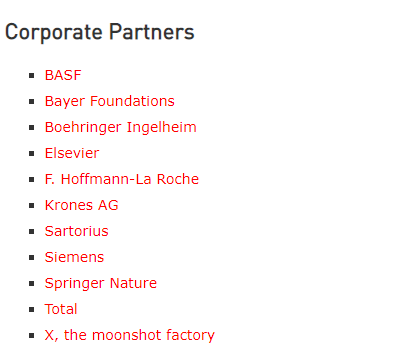 Corporate Partners
BASF
Bayer Foundations
Boehringer Ingelheim
Elsevier
F. Hoffmann-La Roche
Krones AG
Sartorius
Siemens
Springer Nature
Total
X, the moonshot factory